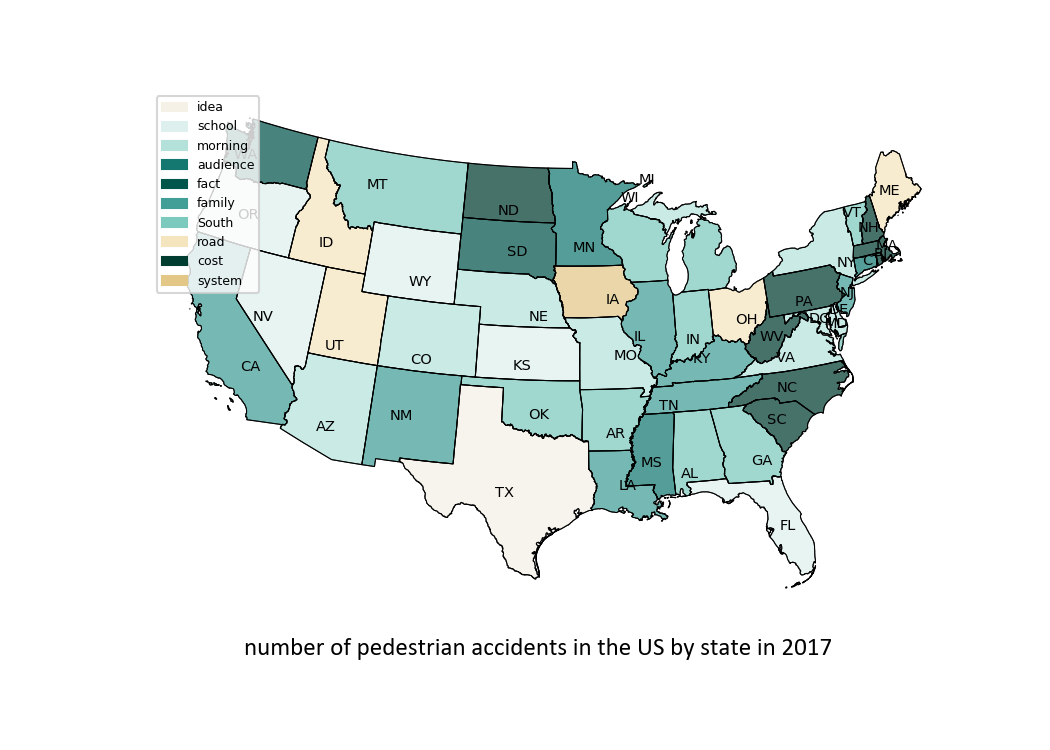 idea
school
morning
audience
fact
family
South
road
cost
system
WA
OR
CA
NV
ID
MT
WY
UT
CO
AZ
NM
ND
SD
NE
KS
OK
TX
MN
IA
MO
AR
LA
WI
MI
IL
IN
OH
KY
TN
MS
AL
GA
FL
SC
NC
VA
WV
PA
NY
VT
NH
ME
MA
RI
CT
NJ
DE
MD
DC
number of pedestrian accidents in the US by state in 2017